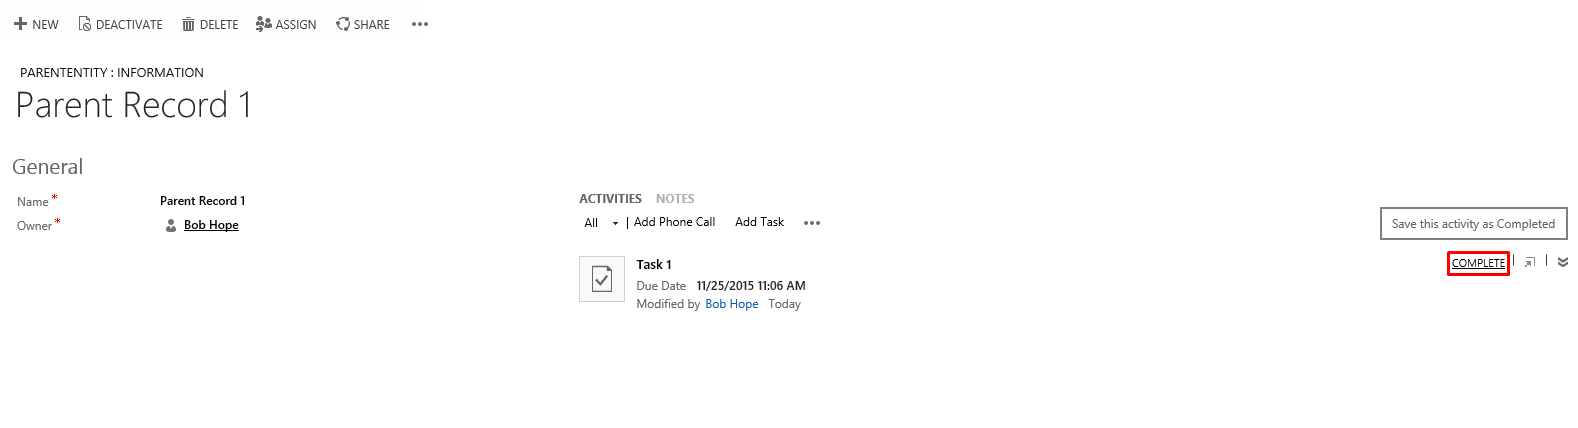 NEW DEACTIVATE DELETE ASSIGN SHARE
PARENTENTITY : INFORMATION
Parent Record 1
General
Name * Parent Record 1
Owner * Bob Hope
ACTIVITIES NOTES
All | Add Phone Call Add Task
Save this activity as Completed
COMPLETE | |
Task 1
Due Date 11/25/2015 11:06 AM
Modified by Bob Hope Today